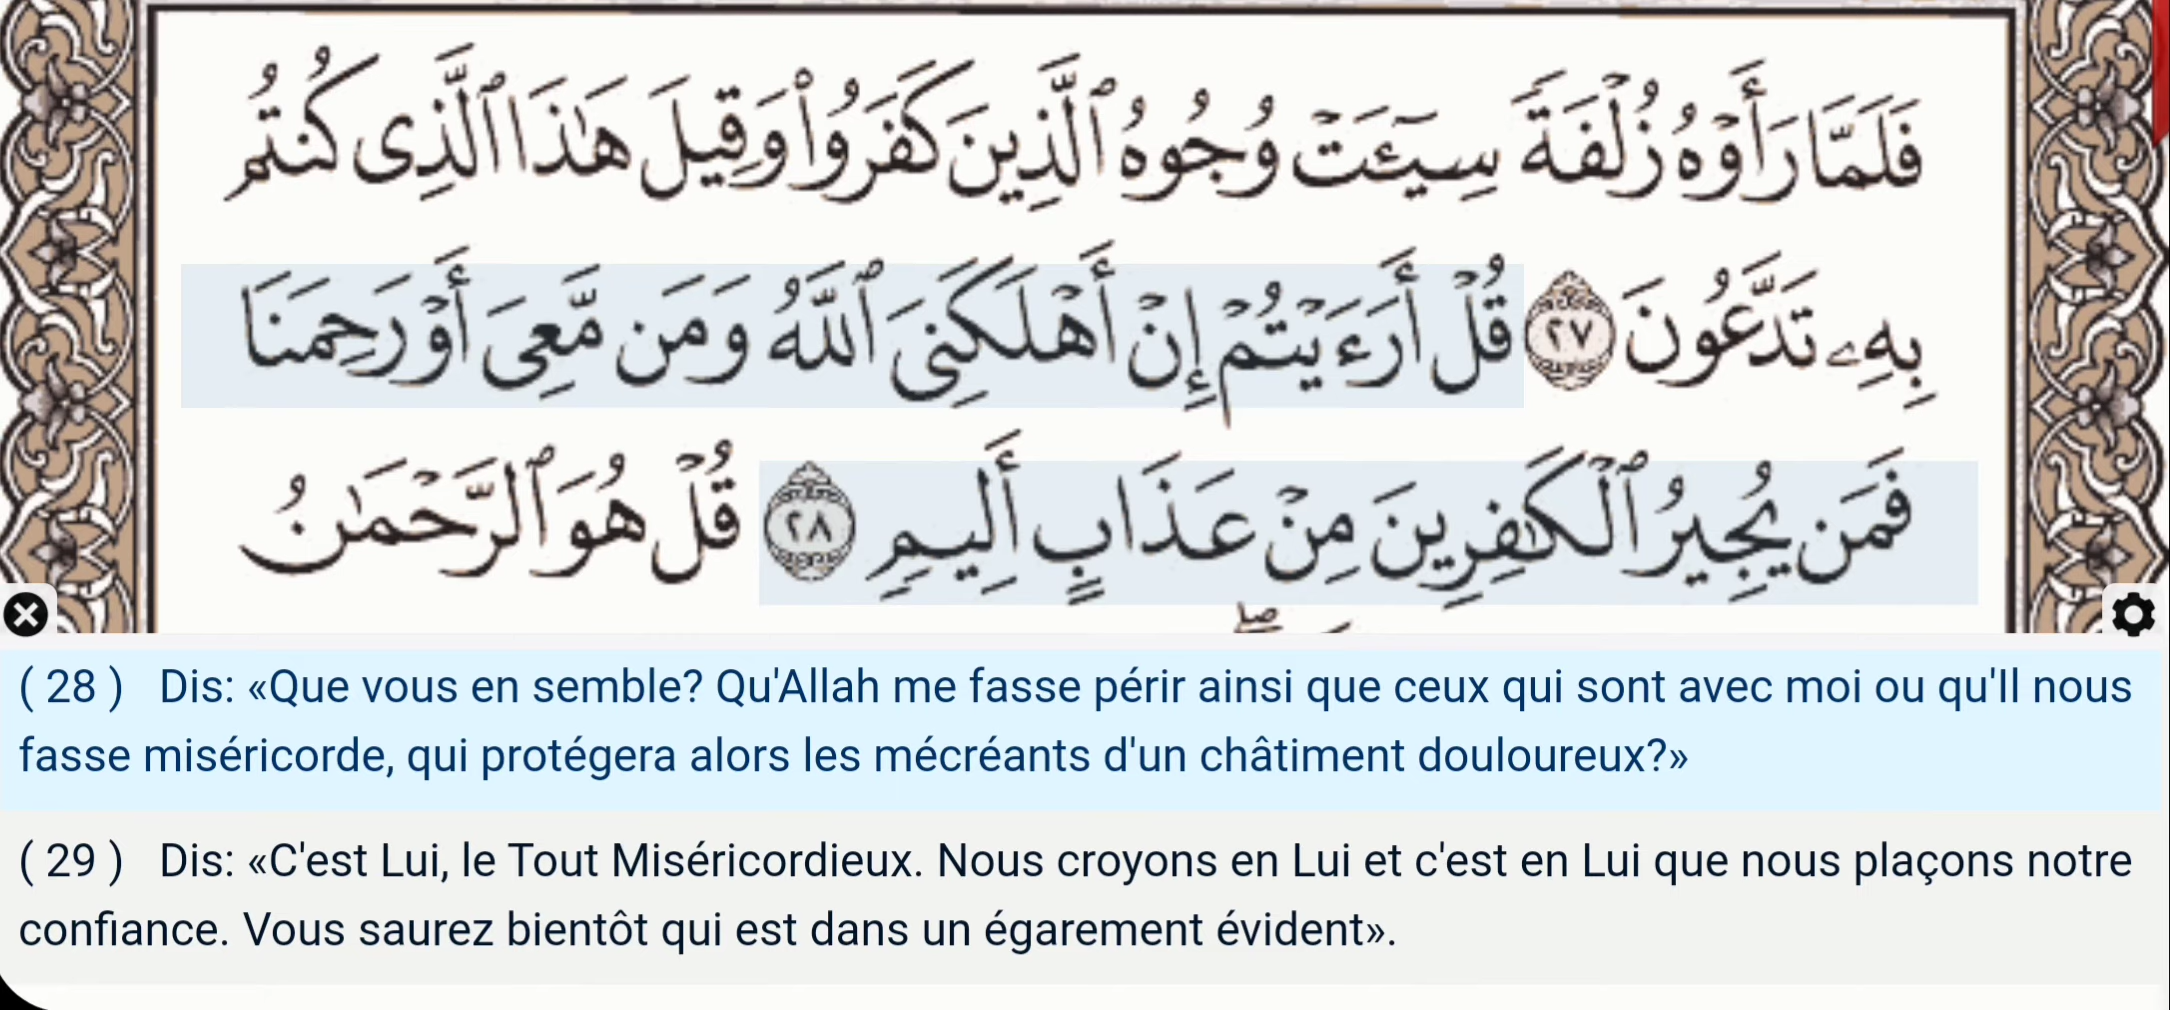 فَلَمَّا رَأَوۡهُ زُلۡفَةٗ سِيٓـَٔتۡ وُجُوهُ ٱلَّذِينَ كَفَرُواْ وَقِيلَ هَٰذَا ٱلَّذِي كُنتُم
بِهِۦ تَدَّعُونَ ٢٧ قُلۡ أَرَءَيۡتُمۡ إِنۡ أَهۡلَكَنِيَ ٱللَّهُ وَمَن مَّعِيَ أَوۡ رَحِمَنَا
فَمَن يُجِيرُ ٱلۡكَٰفِرِينَ مِنۡ عَذَابٍ أَلِيمٖ ٢٨ قُلۡ هُوَ ٱلرَّحۡمَٰنُ
( 28 ) Dis: «Que vous en semble? Qu'Allah me fasse périr ainsi que ceux qui sont avec moi ou qu'Il nous
fasse miséricorde, qui protégera alors les mécréants d'un châtiment douloureux?»
( 29 ) Dis: «C'est Lui, le Tout Miséricordieux. Nous croyons en Lui et c'est en Lui que nous plaçons notre
confiance. Vous saurez bientôt qui est dans un égarement évident».